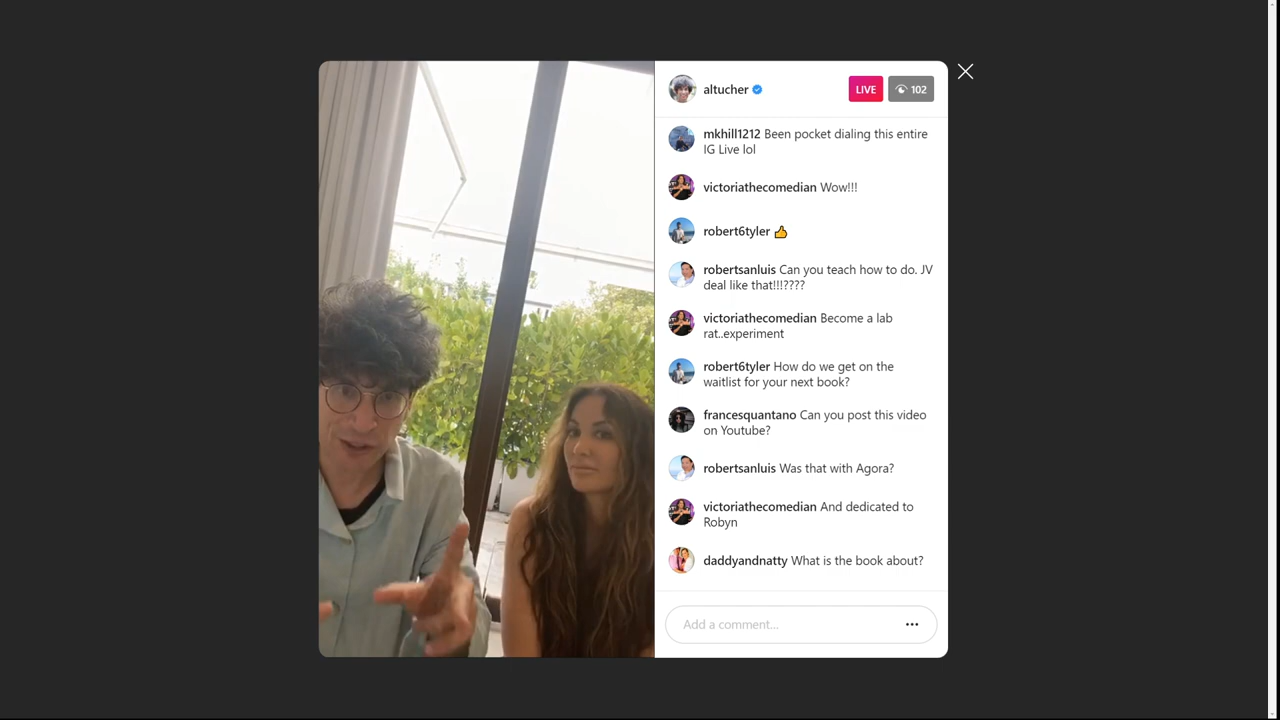 altucher
LIVE
102
mkhill1212 Been pocket dialing this entire
IG Live lol
victoriathecomedian Wow!!!
robert6tyler 👍
robertsanluis Can you teach how to do. JV
deal like that!!!????
victoriathecomedian Become a lab
rat..experiment
robert6tyler How do we get on the
waitlist for your next book?
francesquantano Can you post this video
on Youtube?
robertsanluis Was that with Agora?
victoriathecomedian And dedicated to
Robyn
daddyandnatty What is the book about?
Add a comment...